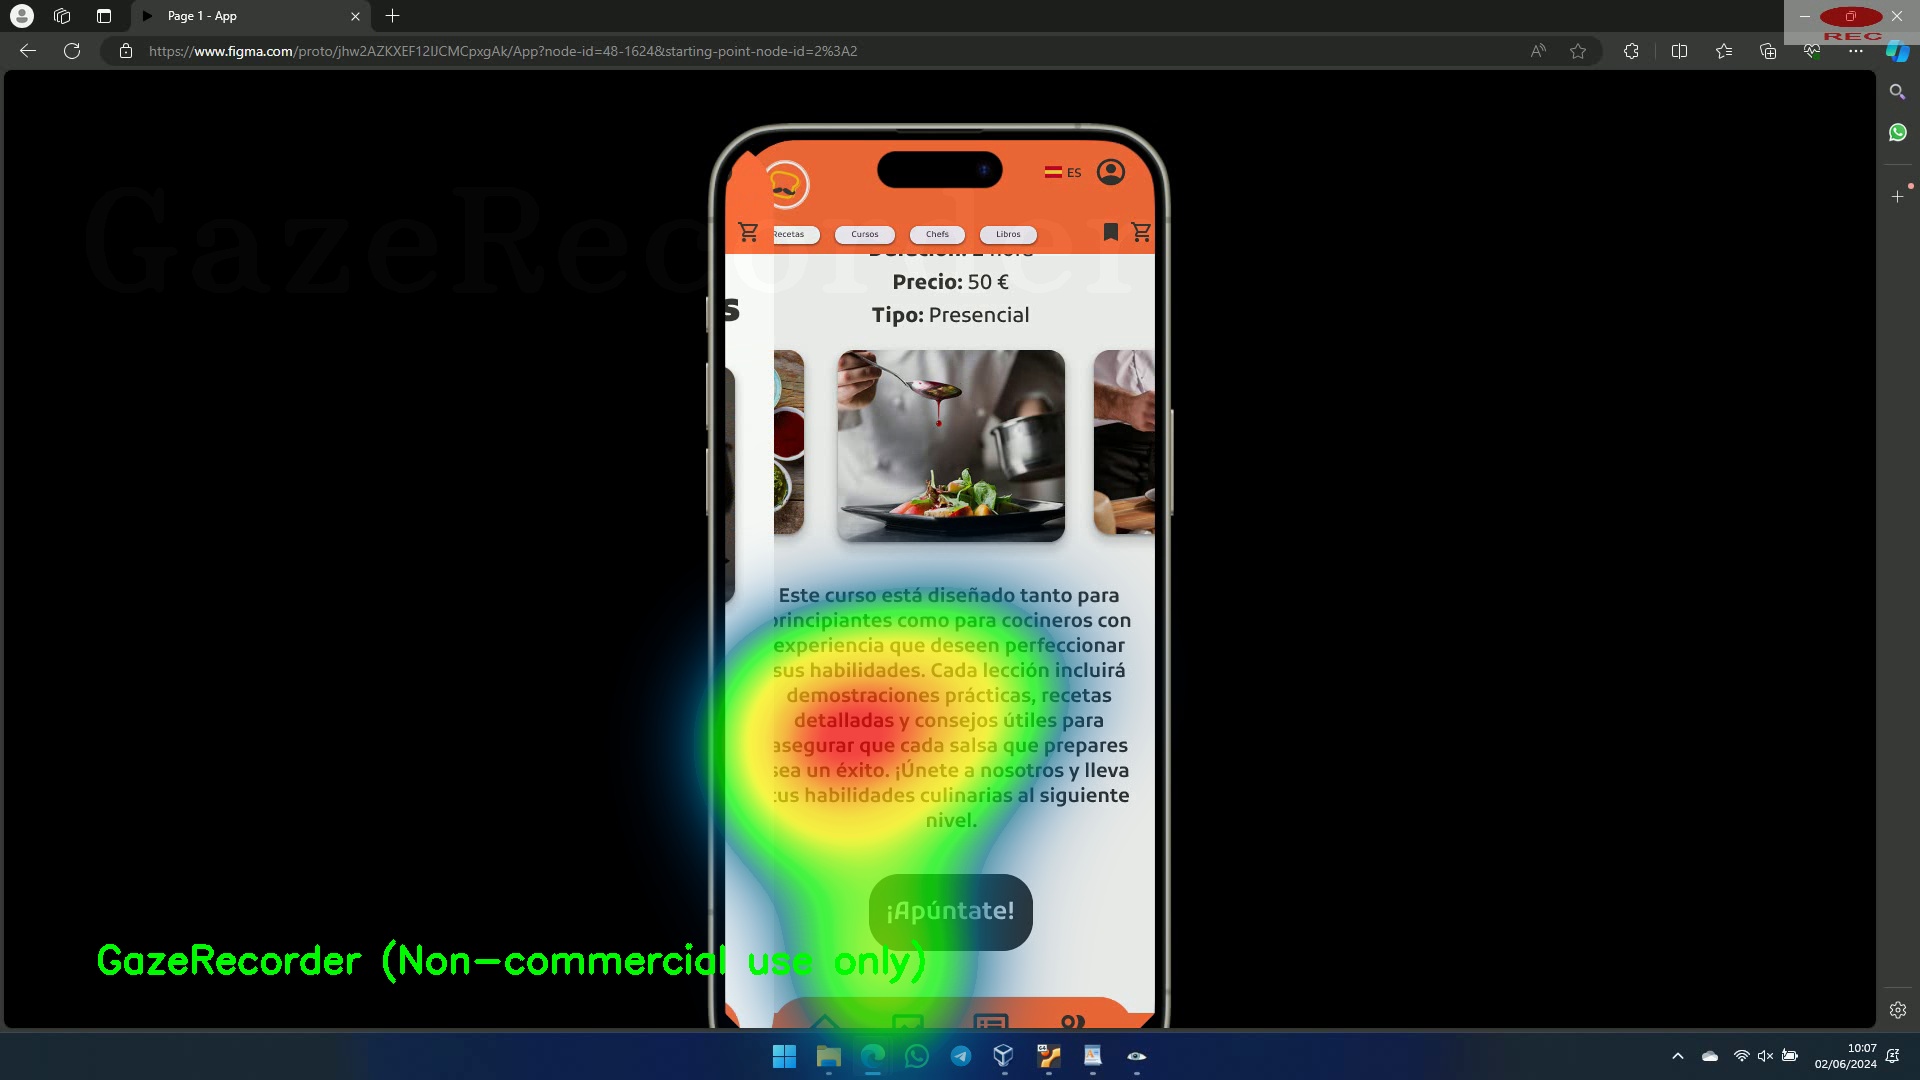 Page 1 - App
https://www.figma.com/proto/jhw2AZKXEF12IJCMCpxgAk/App?node-id=48-1624&starting-point-node-id=2%3A2
REC
GazeRecorder
ES
Recetas
Cursos
Chefs
Libros
s
Precio: 50 €
Tipo: Presencial
Este curso está diseñado tanto para
principiantes como para cocineros con
experiencia que deseen perfeccionar
sus habilidades. Cada lección incluirá
demostraciones prácticas, recetas
detalladas y consejos útiles para
asegurar que cada salsa que prepares
sea un éxito. ¡Únete a nosotros y lleva
tus habilidades culinarias al siguiente
nivel.
¡Apúntate!
GazeRecorder (Non-commercial use only)
10:07
02/06/2024